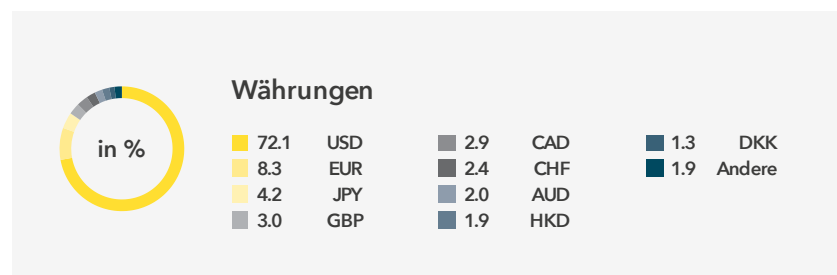 Währungen
in %
72.1 USD
8.3 EUR
4.2 JPY
3.0 GBP
2.9 CAD
2.4 CHF
2.0 AUD
1.9 HKD
1.3 DKK
1.9 Andere